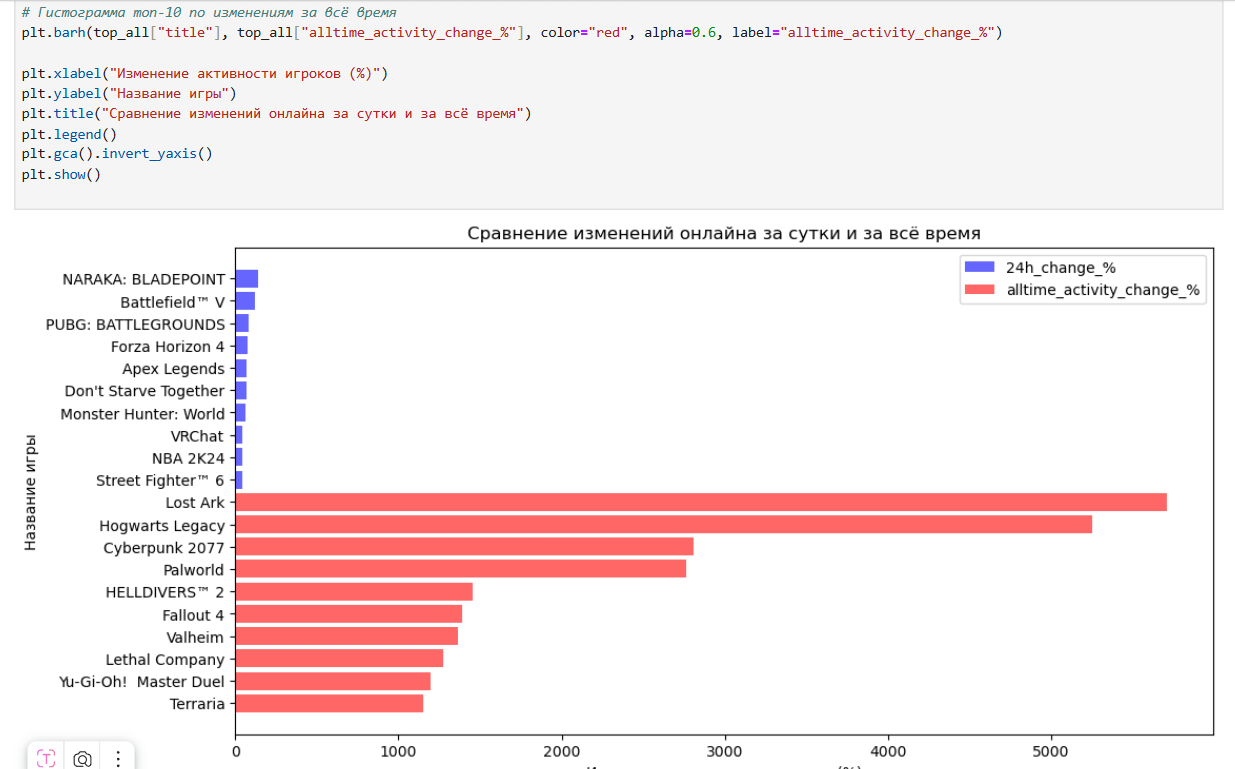 # Гистограмма топ-10 по изменениям за всё время
plt.barh(top_all["title"], top_all["alltime_activity_change_%"], color="red", alpha=0.6, label="alltime_activity_change_%")
plt.xlabel("Изменение активности игроков (%)")
plt.ylabel("Название игры")
plt.title("Сравнение изменений онлайна за сутки и за всё время")
plt.legend()
plt.gca().invert_yaxis()
plt.show()
Сравнение изменений онлайна за сутки и за всё время
24h_change_%
alltime_activity_change_%
Название игры
NARAKA: BLADEPOINT
Battlefield™ V
PUBG: BATTLEGROUNDS
Forza Horizon 4
Apex Legends
Don't Starve Together
Monster Hunter: World
VRChat
NBA 2K24
Street Fighter™ 6
Lost Ark
Hogwarts Legacy
Cyberpunk 2077
Palworld
HELLDIVERS™ 2
Fallout 4
Valheim
Lethal Company
Yu-Gi-Oh!  Master Duel
Terraria
0 1000 2000 3000 4000 5000